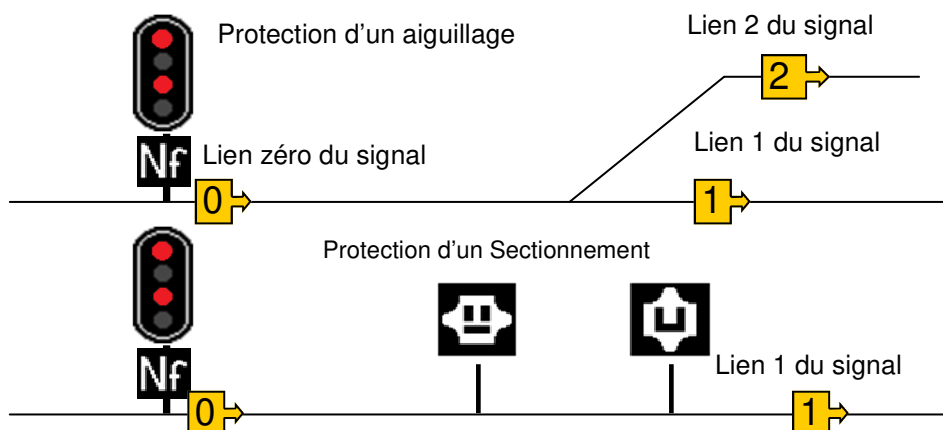 Protection d'un aiguillage
Lien 2 du signal
2
Nf
Lien zéro du signal
Lien 1 du signal
0
1
Protection d'un Sectionnement
Nf
Lien 1 du signal
0
1